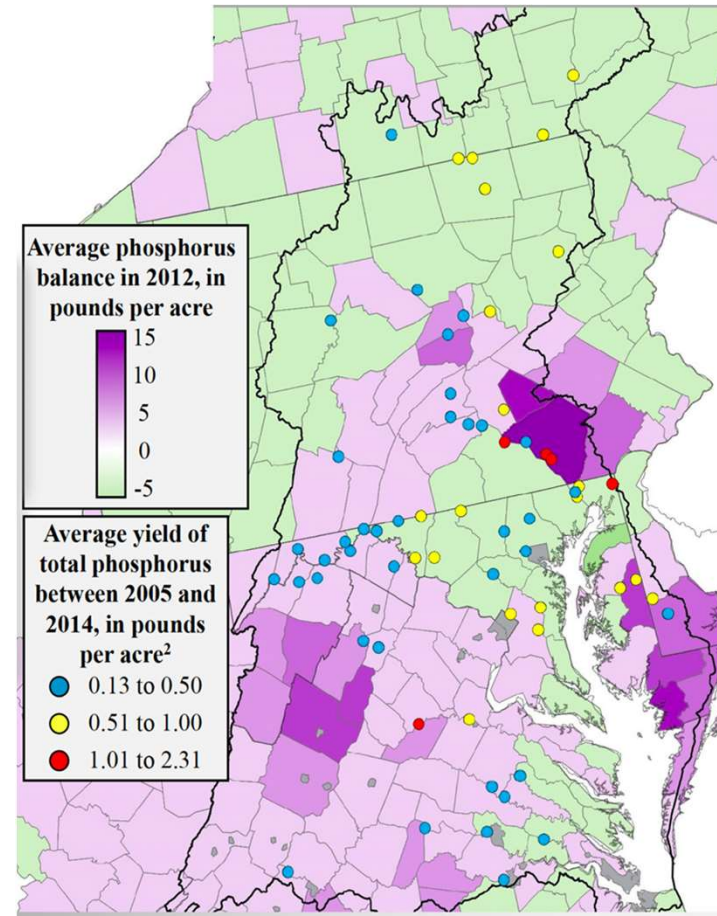 Average phosphorus
balance in 2012, in
pounds per acre
15
10
5
0
-5
Average yield of
total phosphorus
between 2005 and
2014, in pounds
per acre²
0.13 to 0.50
0.51 to 1.00
1.01 to 2.31